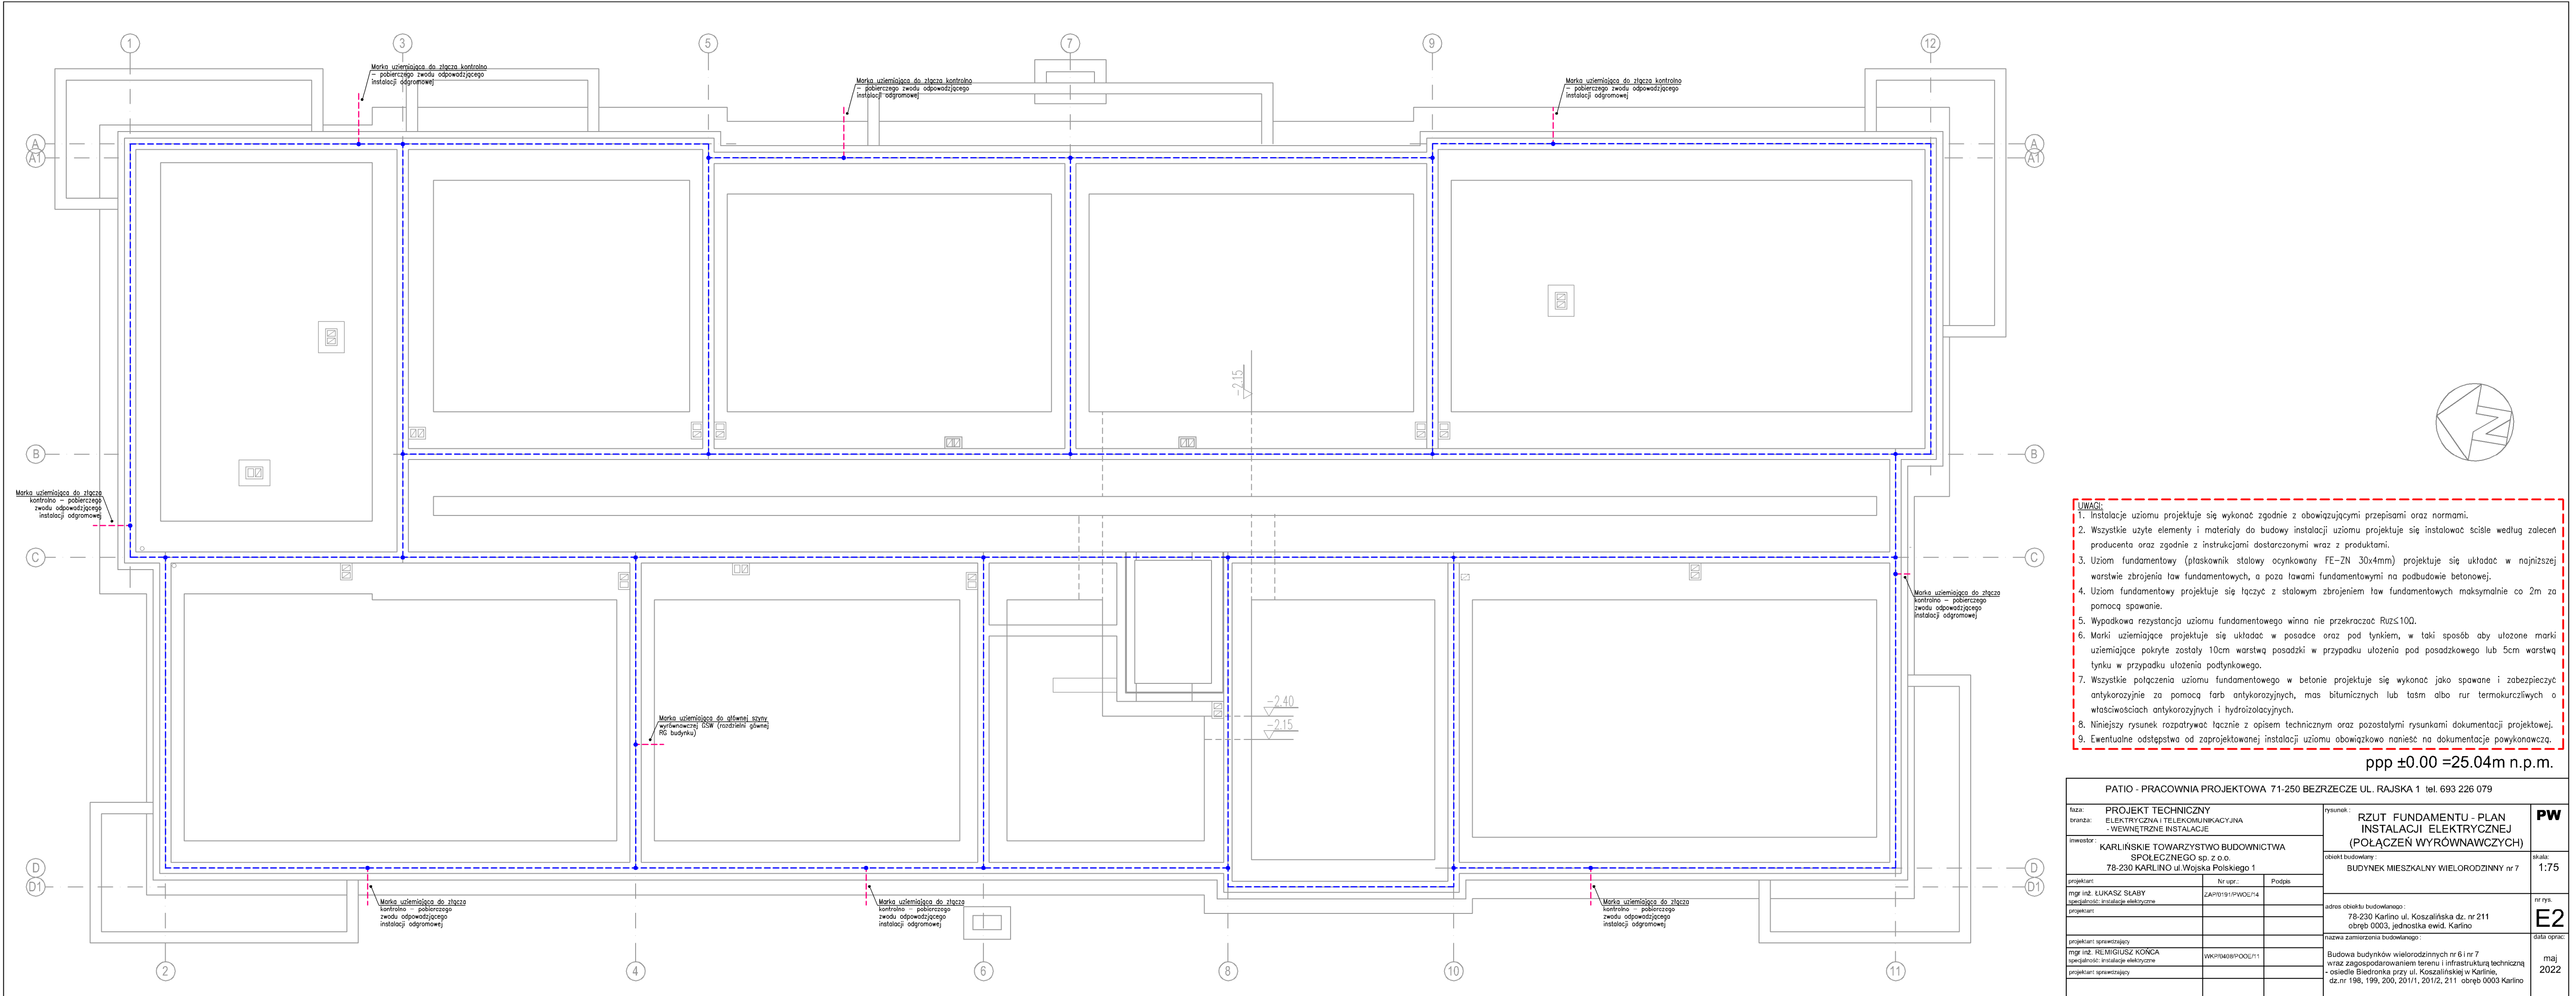 1
3
5
7
9
12
Marka uziemiająca do złącza kontrolno
– pobierczego zwodu odpowadzjącego
instalacji odgromowej
Marka uziemiająca do złącza kontrolno
– pobierczego zwodu odpowadzjącego
instalacji odgromowej
Marka uziemiająca do złącza kontrolno
– pobierczego zwodu odpowadzjącego
instalacji odgromowej
A
A1
A
A1
-2.15
B
B
Marka uziemiająca do złącza
kontrolno – pobierczego
zwodu odpowadzjącego
instalacji odgromowej
C
C
Marka uziemiająca do złącza
kontrolno – pobierczego
zwodu odpowadzjącego
instalacji odgromowej
-2.40
-2.15
Marka uziemiająca do głównej szyny
wyrównawczej GSW (rozdzielni głównej
RG budynku)
D
D1
D
D1
Marka uziemiająca do złącza
kontrolno – pobierczego
zwodu odpowadzjącego
instalacji odgromowej
Marka uziemiająca do złącza
kontrolno – pobierczego
zwodu odpowadzjącego
instalacji odgromowej
Marka uziemiająca do złącza
kontrolno – pobierczego
zwodu odpowadzjącego
instalacji odgromowej
2
4
6
8
10
11
N
UWAGI:
1. Instalacje uziomu projektuje się wykonać zgodnie z obowiązującymi przepisami oraz normami.
2. Wszystkie użyte elementy i materiały do budowy instalacji uziomu projektuje się instalować ściśle według zaleceń
producenta oraz zgodnie z instrukcjami dostarczonymi wraz z produktami.
3. Uziom fundamentowy (płaskownik stalowy ocynkowany FE-ZN 30x4mm) projektuje się układać w najniższej
warstwie zbrojenia ław fundamentowych, a poza ławami fundamentowymi na podbudowie betonowej.
4. Uziom fundamentowy projektuje się łączyć z stalowym zbrojeniem ław fundamentowych maksymalnie co 2m za
pomocą spawanie.
5. Wypadkowa rezystancja uziomu fundamentowego winna nie przekraczać Ruz≤10Ω.
6. Marki uziemiające projektuje się układać w posadce oraz pod tynkiem, w taki sposób aby ułożone marki
uziemiające pokryte zostały 10cm warstwą posadzki w przypadku ułożenia pod posadzkowego lub 5cm warstwą
tynku w przypadku ułożenia podtynkowego.
7. Wszystkie połączenia uziomu fundamentowego w betonie projektuje się wykonać jako spawane i zabezpieczyć
antykorozyjnie za pomocą farb antykorozyjnych, mas bitumicznych lub taśm albo rur termokurczliwych o
właściwościach antykorozyjnych i hydroizolacyjnych.
8. Niniejszy rysunek rozpatrywać łącznie z opisem technicznym oraz pozostałymi rysunkami dokumentacji projektowej.
9. Ewentualne odstępstwa od zaprojektowanej instalacji uziomu obowiązkowo nanieść na dokumentacje powykonawczą.
ppp ±0.00 =25.04m n.p.m.
PATIO - PRACOWNIA PROJEKTOWA 71-250 BEZRZECZE UL. RAJSKA 1 tel. 693 226 079
faza: PROJEKT TECHNICZNY
branża: ELEKTRYCZNA i TELEKOMUNIKACYJNA
- WEWNĘTRZNE INSTALACJE
rysunek :
RZUT FUNDAMENTU - PLAN
INSTALACJI ELEKTRYCZNEJ
(POŁĄCZEŃ WYRÓWNAWCZYCH)
PW
inwestor :
KARLIŃSKIE TOWARZYSTWO BUDOWNICTWA
SPOŁECZNEGO sp. z o.o.
78-230 KARLINO ul.Wojska Polskiego 1
obiekt budowlany :
BUDYNEK MIESZKALNY WIELORODZINNY nr 7
skala:
1:75
projektant Nr upr.: Podpis
mgr inż. ŁUKASZ SŁABY
specjalność: instalacje elektryczne
ZAP/0191/PWOE/14
projektant
adres obiektu budowlanego :
78-230 Karlino ul. Koszalińska dz. nr 211
obręb 0003, jednostka ewid. Karlino
nr rys.
E2
projektant sprawdzający
mgr inż. REMIGIUSZ KOŃCA
specjalność: instalacje elektryczne
WKP/0408/POOE/11
projektant sprawdzający
nazwa zamierzenia budowlanego :
Budowa budynków wielorodzinnych nr 6 i nr 7
wraz zagospodarowaniem terenu i infrastrukturą techniczną
- osiedle Biedronka przy ul. Koszalińskiej w Karlinie,
dz.nr 198, 199, 200, 201/1, 201/2, 211 obręb 0003 Karlino
data oprac:
maj
2022